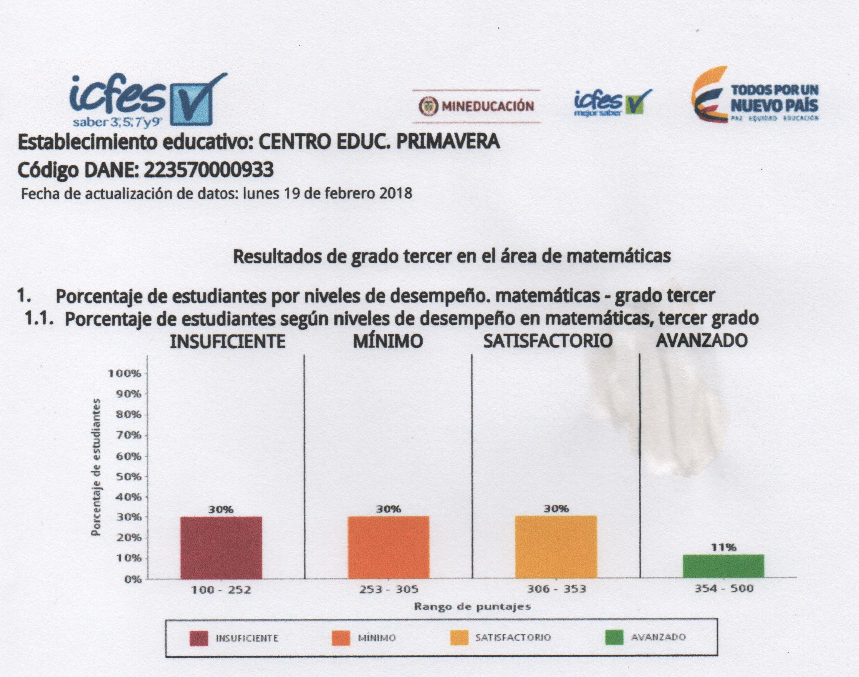 icfes
saber 3°, 5°, 7° y 9°
MINEDUCACIÓN
icfes
mejor saber
TODOS POR UN
NUEVO PAÍS
PAZ EQUIDAD EDUCACIÓN
Establecimiento educativo: CENTRO EDUC. PRIMAVERA
Código DANE: 223570000933
Fecha de actualización de datos: lunes 19 de febrero 2018
Resultados de grado tercer en el área de matemáticas
1. Porcentaje de estudiantes por niveles de desempeño. matemáticas - grado tercer
1.1. Porcentaje de estudiantes según niveles de desempeño en matemáticas, tercer grado
INSUFICIENTE MÍNIMO SATISFACTORIO AVANZADO
Porcentaje de estudiantes
100%
90%
80%
70%
60%
50%
40%
30%
20%
10%
0%
30% 30% 30% 11%
100 - 252 253 - 305 306 - 353 354 - 500
Rango de puntajes
INSUFICIENTE MÍNIMO SATISFACTORIO AVANZADO